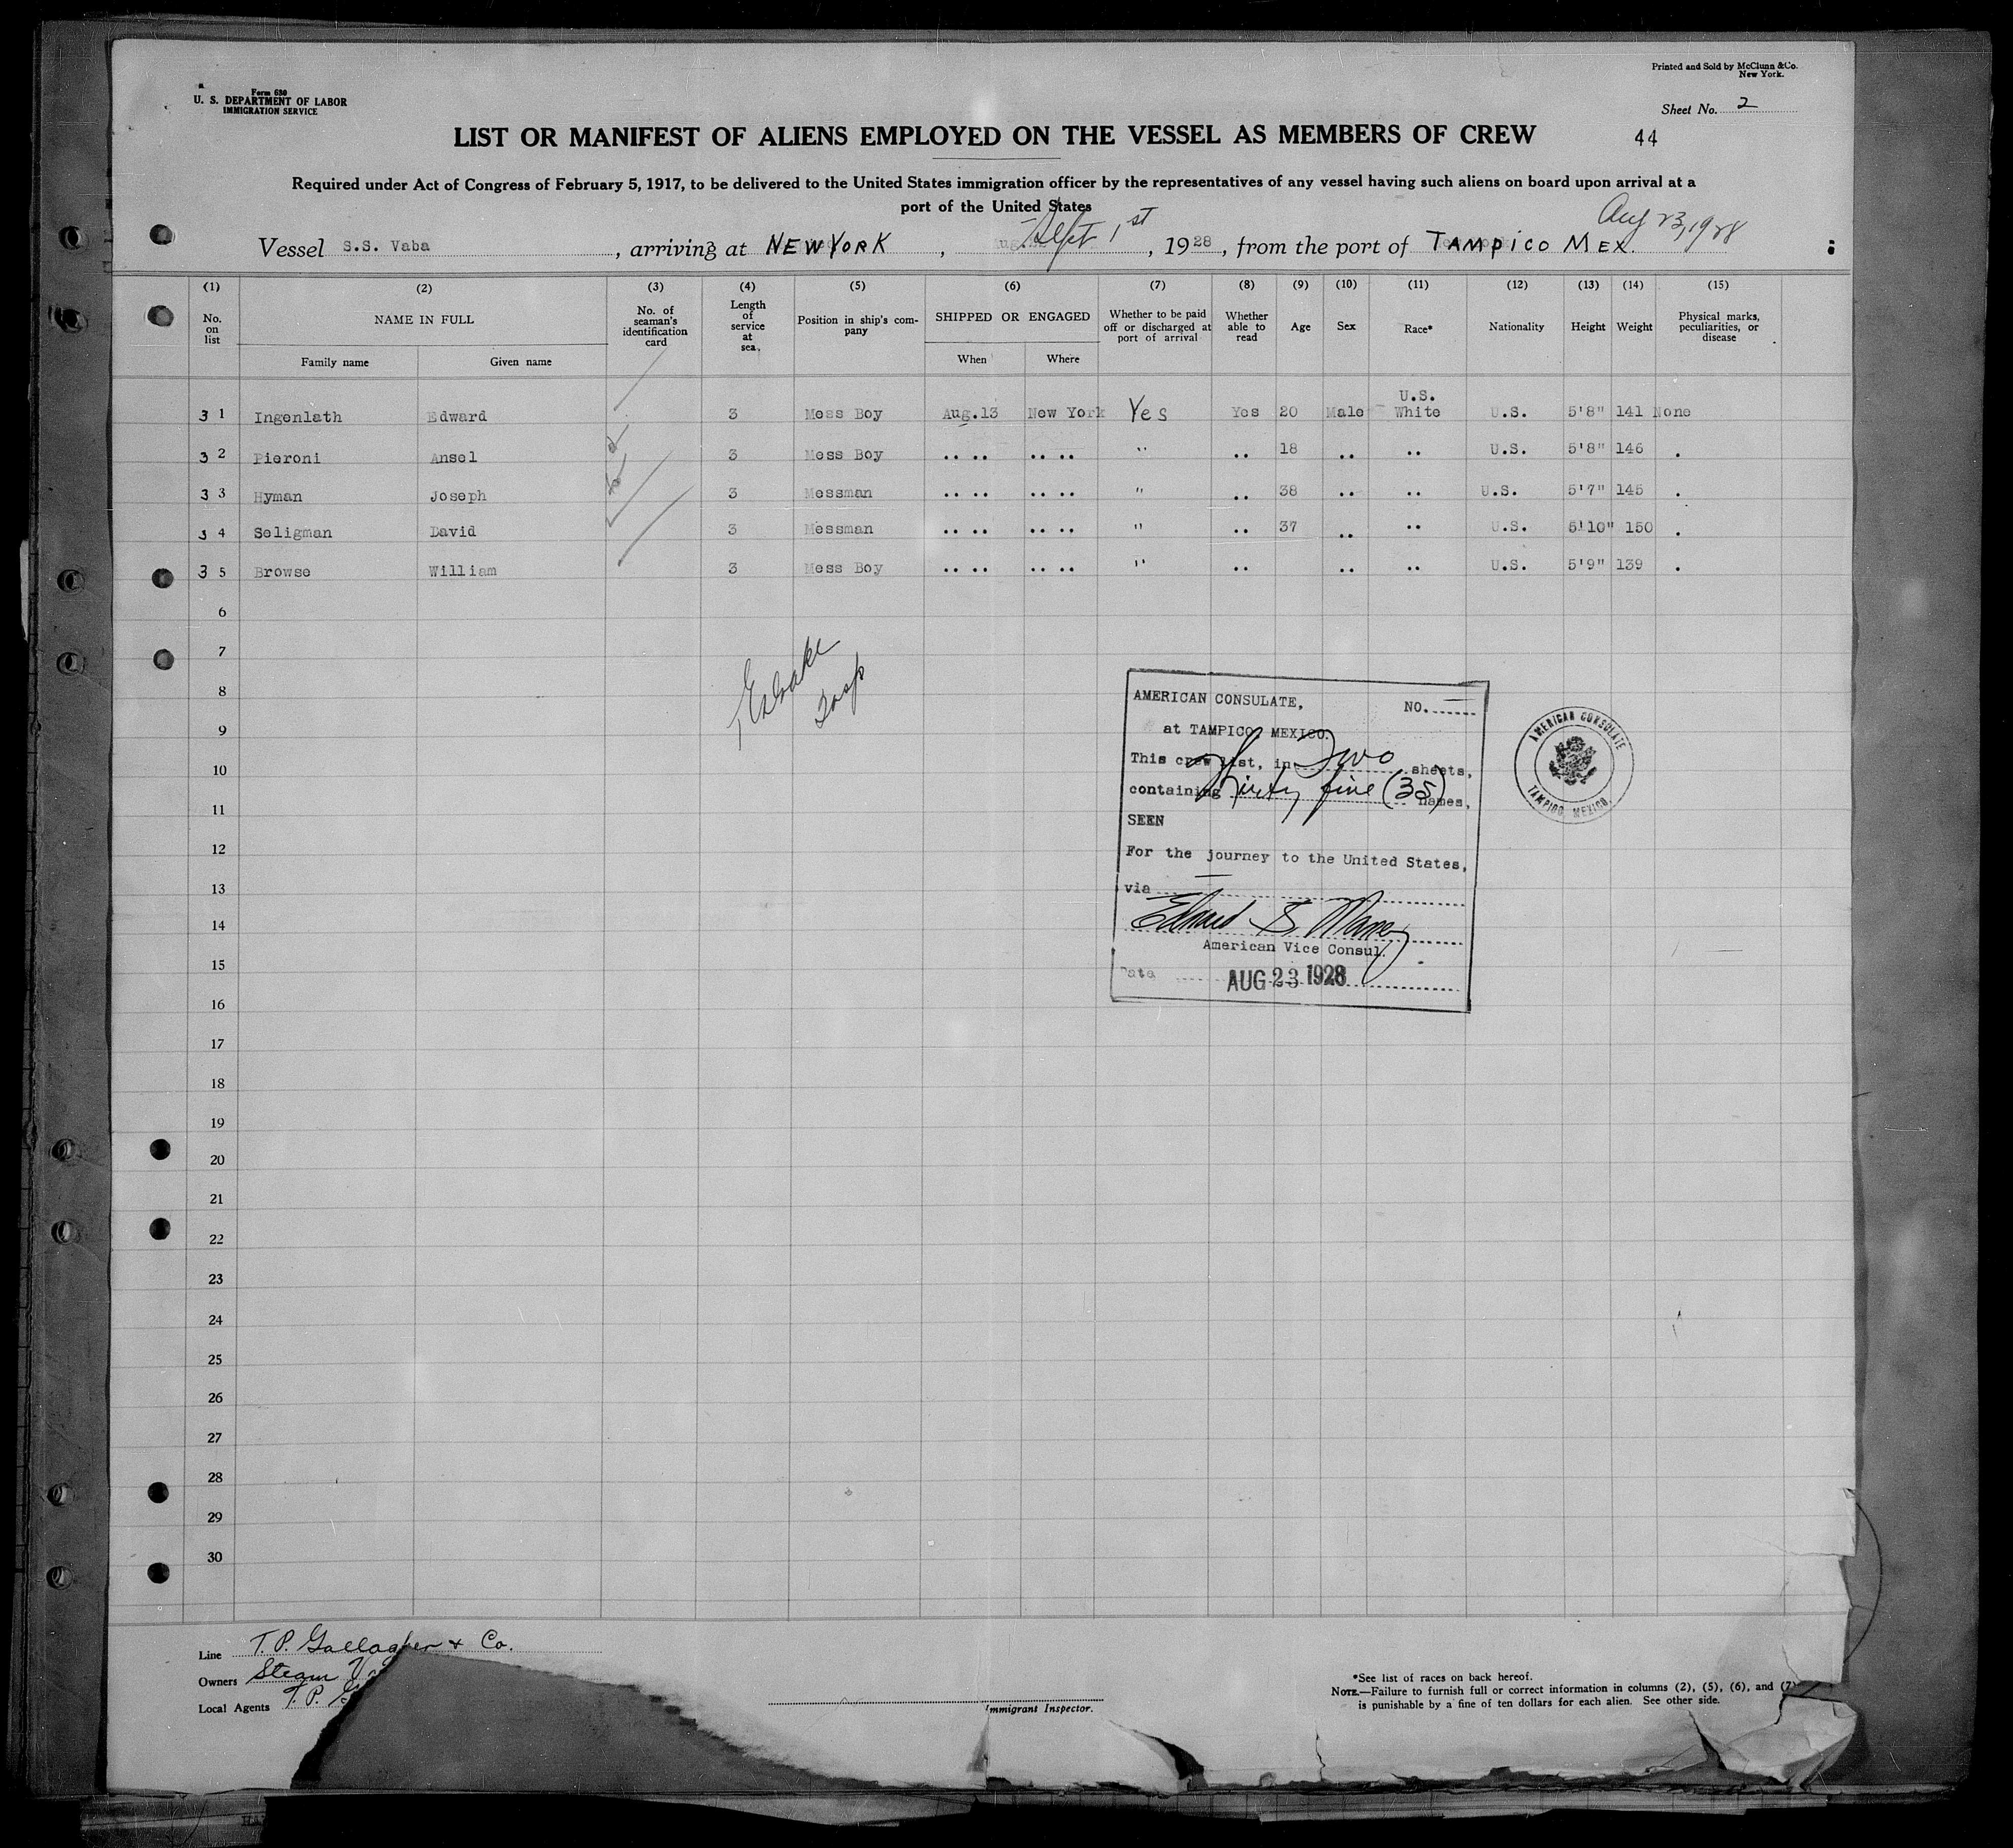 Form 630
U. S. DEPARTMENT OF LABOR
IMMIGRATION SERVICE
Printed and Sold by McClunn &Co.
New York.
Sheet No. 2
LIST OR MANIFEST OF ALIENS EMPLOYED ON THE VESSEL AS MEMBERS OF CREW
44
Required under Act of Congress of February 5, 1917, to be delivered to the United States immigration officer by the representatives of any vessel having such aliens on board upon arrival at a
port of the United States
Aug 23, 1928
Vessel S.S. Vaba, arriving at NEW YORK, Sept 1st, 1928, from the port of TAMPICO MEX.
(1) (2) (3) (4) (5) (6) (7) (8) (9) (10) (11) (12) (13) (14) (15)
No. on list
NAME IN FULL
Family name Given name
No. of seaman's identification card
Length of service at sea
Position in ship's company
SHIPPED OR ENGAGED
When Where
Whether to be paid off or discharged at port of arrival
Whether able to read
Age
Sex
Race*
Nationality
Height
Weight
Physical marks, peculiarities, or disease
3 1 Ingenlath Edward 3 Mess Boy Aug.13 New York Yes Yes 20 Male U.S. White U.S. 5'8" 141 None
3 2 Pieroni Ansel 3 Mess Boy .. .. .. .. " .. 18 .. .. U.S. 5'8" 146 .
3 3 Hyman Joseph 3 Messman .. .. .. .. " .. 38 .. .. U.S. 5'7" 145 .
3 4 Seligman David 3 Messman .. .. .. .. " .. 37 .. .. U.S. 5'10" 150 .
3 5 Browse William 3 Mess Boy .. .. .. .. " .. .. .. U.S. 5'9" 139 .
6
7
8
9
10
11
12
13
14
15
16
17
18
19
20
21
22
23
24
25
26
27
28
29
30
AMERICAN CONSULATE, NO.
at TAMPICO, MEXICO.
This crew list, in Two sheets,
containing Thirty five (35) names,
SEEN
For the journey to the United States,
via
American Vice Consul.
Date AUG 23 1928
AMERICAN CONSULATE
TAMPICO, MEXICO.
Line T.P. Gallagher & Co.
Owners Steam
Local Agents T.P.
Immigrant Inspector.
*See list of races on back hereof.
NOTE.—Failure to furnish full or correct information in columns (2), (5), (6), and (7)
is punishable by a fine of ten dollars for each alien. See other side.